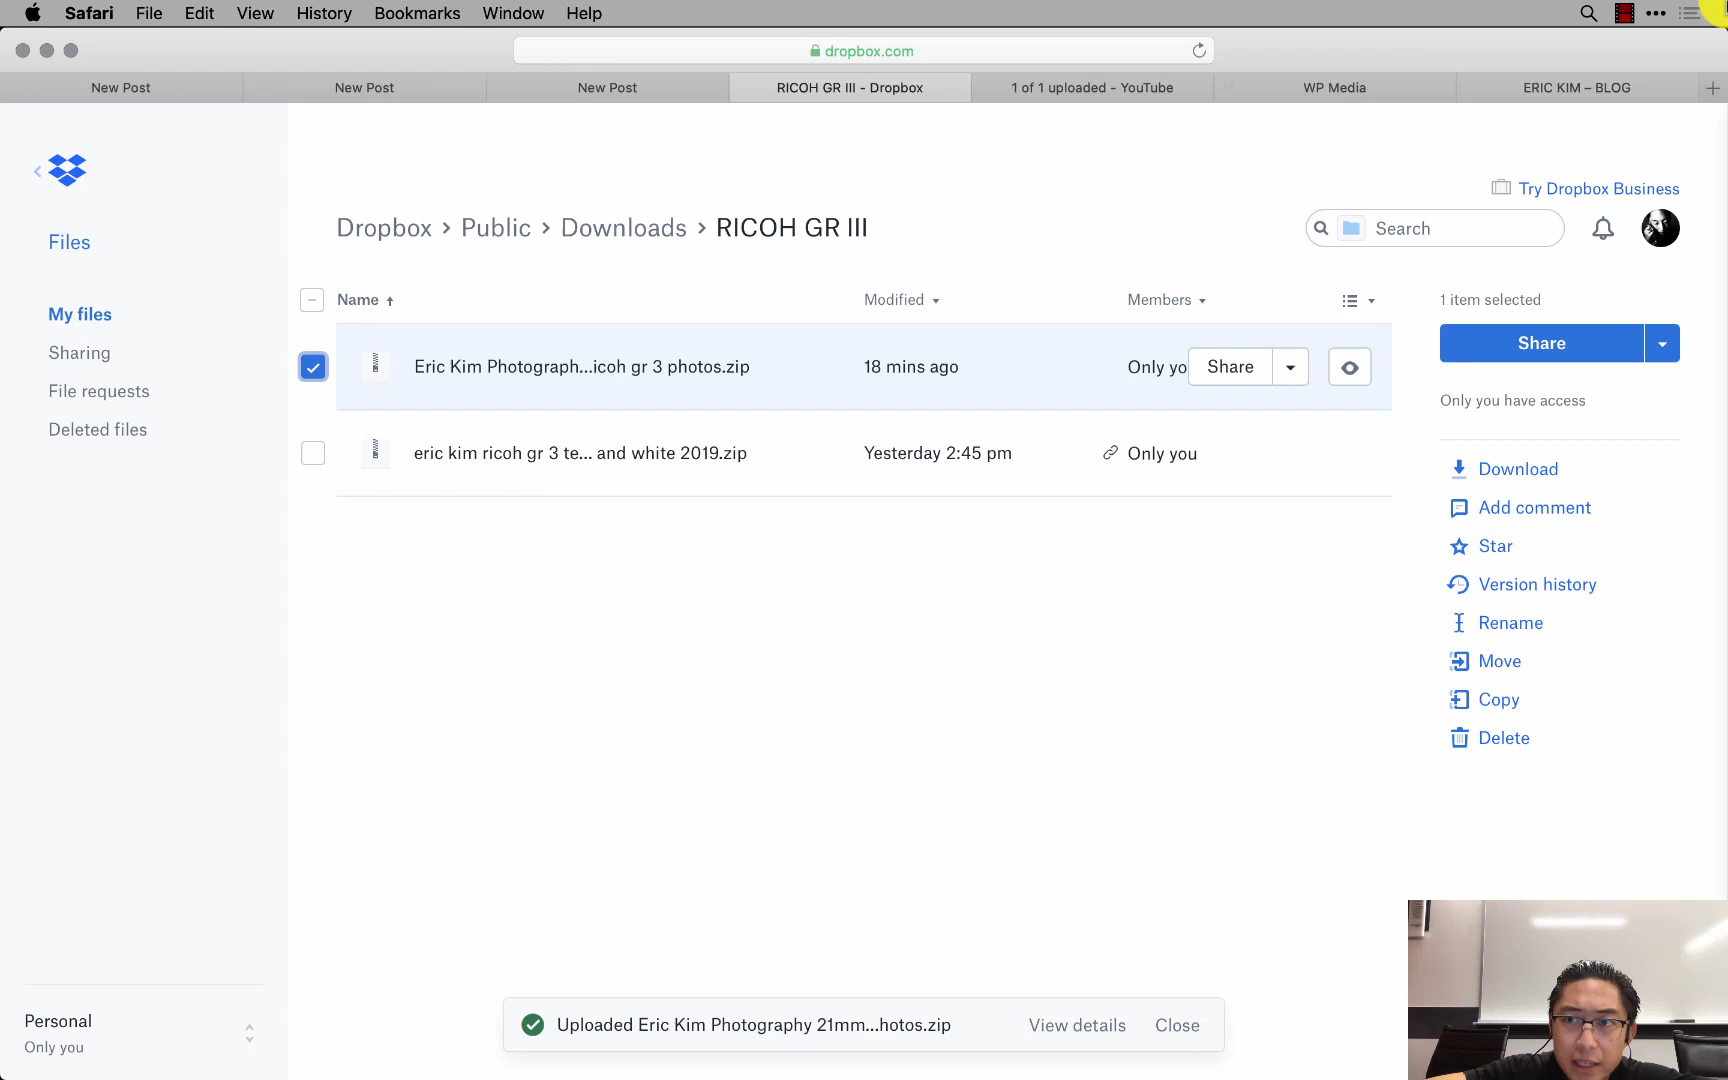 Safari File Edit View History Bookmarks Window Help
dropbox.com
New Post New Post New Post RICOH GR III - Dropbox 1 of 1 uploaded - YouTube WP Media ERIC KIM – BLOG
Try Dropbox Business
Dropbox › Public › Downloads › RICOH GR III
Search
Files
My files
Sharing
File requests
Deleted files
Name Modified Members
1 item selected
Share
Eric Kim Photograph...icoh gr 3 photos.zip 18 mins ago Only yo Share
Only you have access
eric kim ricoh gr 3 te... and white 2019.zip Yesterday 2:45 pm Only you
Download
Add comment
Star
Version history
Rename
Move
Copy
Delete
Personal
Only you
Uploaded Eric Kim Photography 21mm...hotos.zip View details Close